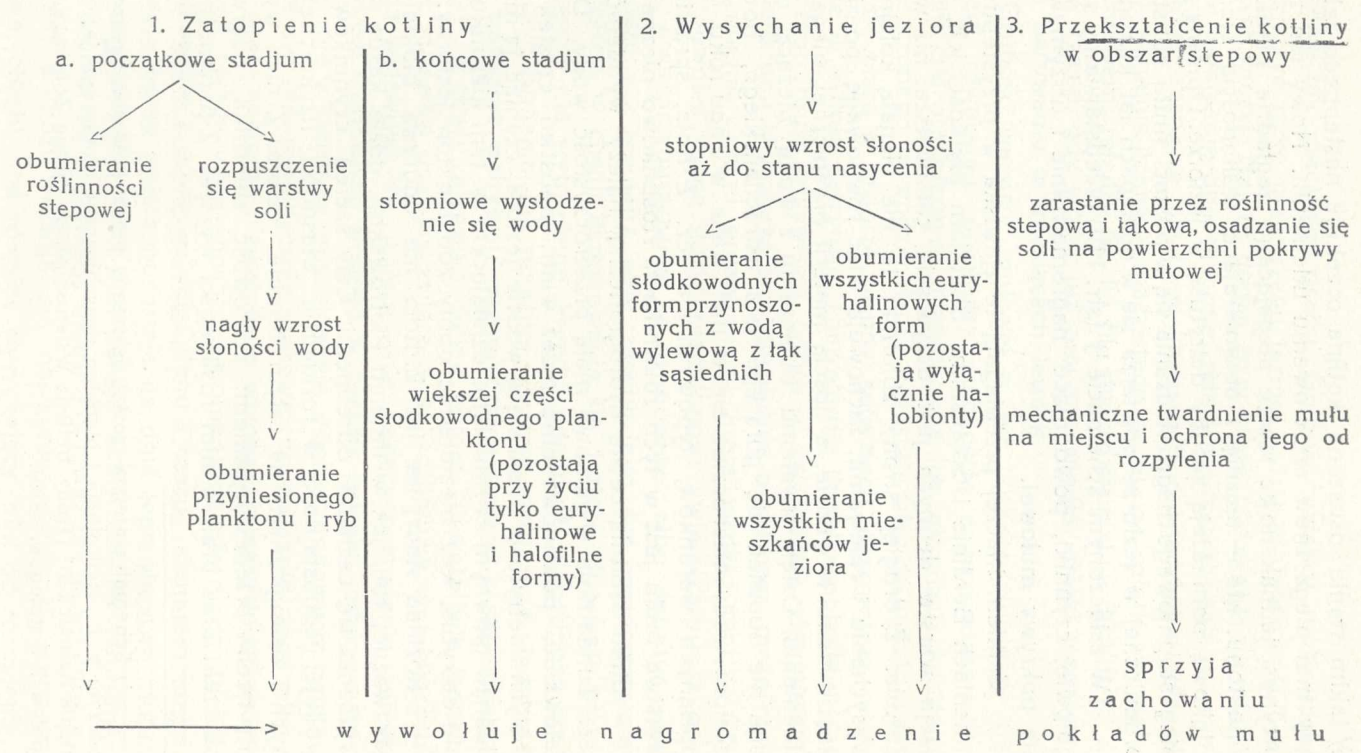 1. Zatopienie kotliny
a. początkowe stadjum
obumieranie
roślinności
stepowej
rozpuszczenie
się warstwy
soli
nagły wzrost
słoności wody
obumieranie
przyniesionego
planktonu i ryb
b. końcowe stadjum
stopniowe wysłodze-
nie się wody
obumieranie
większej części
słodkowodnego plan-
ktonu
(pozostają
przy życiu
tylko eury-
halinowe
i halofilne
formy)
2. Wysychanie jeziora
stopniowy wzrost słoności
aż do stanu nasycenia
obumieranie
słodkowodnych
form przynoszo-
nych z wodą
wylewową z łąk
sąsiednich
obumieranie
wszystkich eury-
halinowych
form
(pozosta-
ją wyłą-
cznie ha-
lobionty)
obumieranie
wszystkich mie-
szkańców je-
ziora
3. Przekształcenie kotliny
w obszar stepowy
zarastanie przez roślinność
stepową i łąkową, osadzanie się
soli na powierzchni pokrywy
mułowej
mechaniczne twardnienie mułu
na miejscu i ochrona jego od
rozpylenia
sprzyja
zachowaniu
wywołuje nagromadzenie pokładów mułu